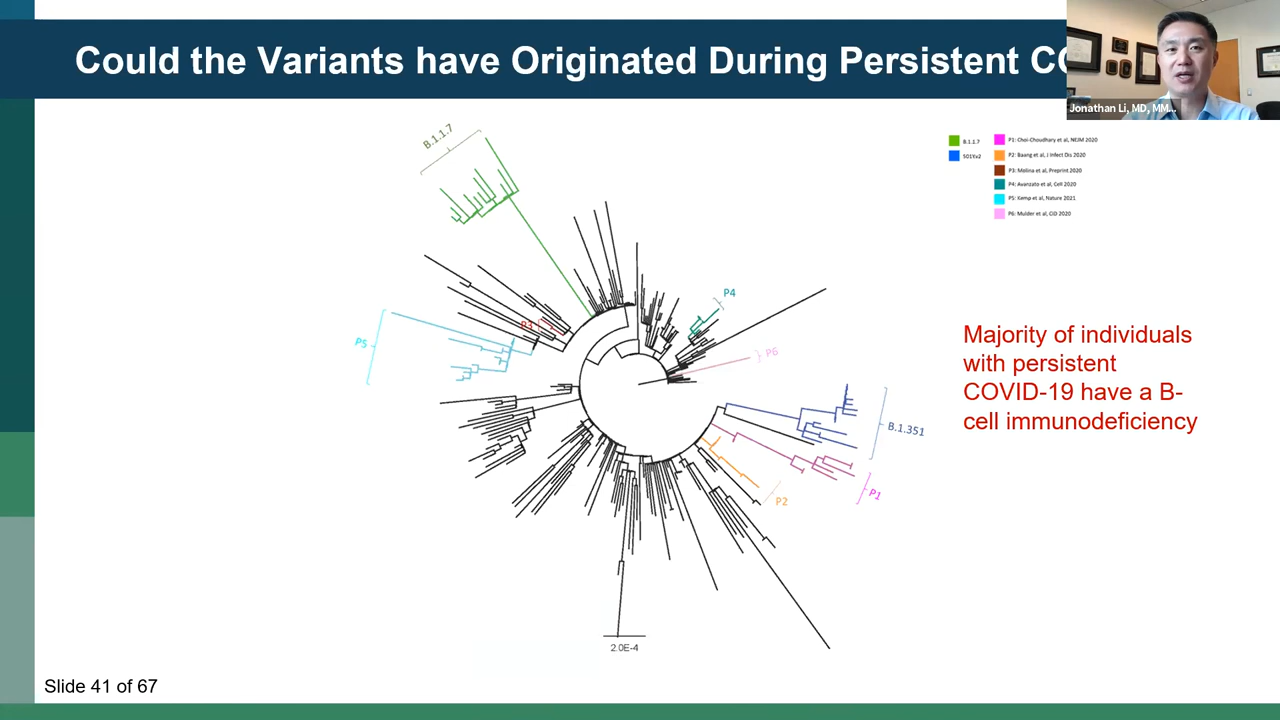 Could the Variants have Originated During Persistent
Jonathan Li, MD, MM...
B.1.1.7
B.1.1.7
501Yv2
P1: Choi-Choudhary et al, NEJM 2020
P2: Baang et al, J Infect Dis 2020
P3: Molina et al, Preprint 2020
P4: Avanzato et al, Cell 2020
P5: Kemp et al, Nature 2021
P6: Mulder et al, CID 2020
P4
P3
P5
P6
Majority of individuals
with persistent
COVID-19 have a B-
cell immunodeficiency
B.1.351
P1
P2
2.0E-4
Slide 41 of 67